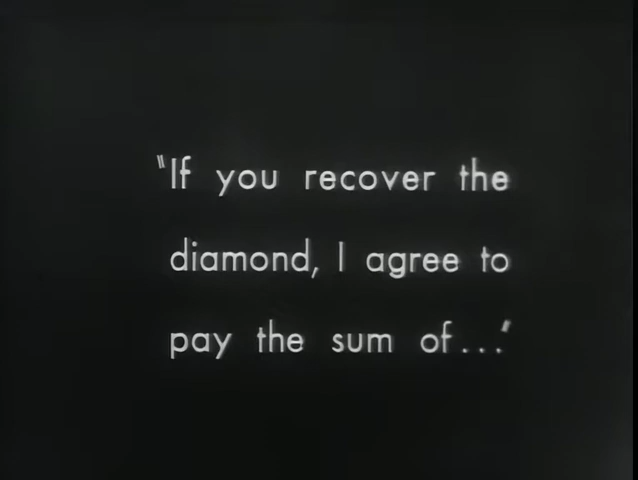 "If you recover the
diamond, I agree to
pay the sum of...'